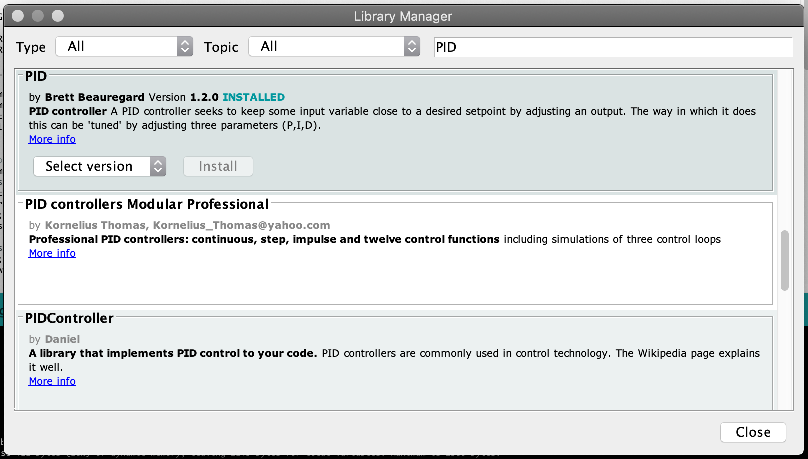 Library Manager
Type All Topic All PID
PID
by Brett Beauregard Version 1.2.0 INSTALLED
PID controller A PID controller seeks to keep some input variable close to a desired setpoint by adjusting an output. The way in which it does
this can be 'tuned' by adjusting three parameters (P,I,D).
More info
Select version Install
PID controllers Modular Professional
by Kornelius Thomas, Kornelius_Thomas@yahoo.com
Professional PID controllers: continuous, step, impulse and twelve control functions including simulations of three control loops
More info
PIDController
by Daniel
A library that implements PID control to your code. PID controllers are commonly used in control technology. The Wikipedia page explains
it well.
More info
Close